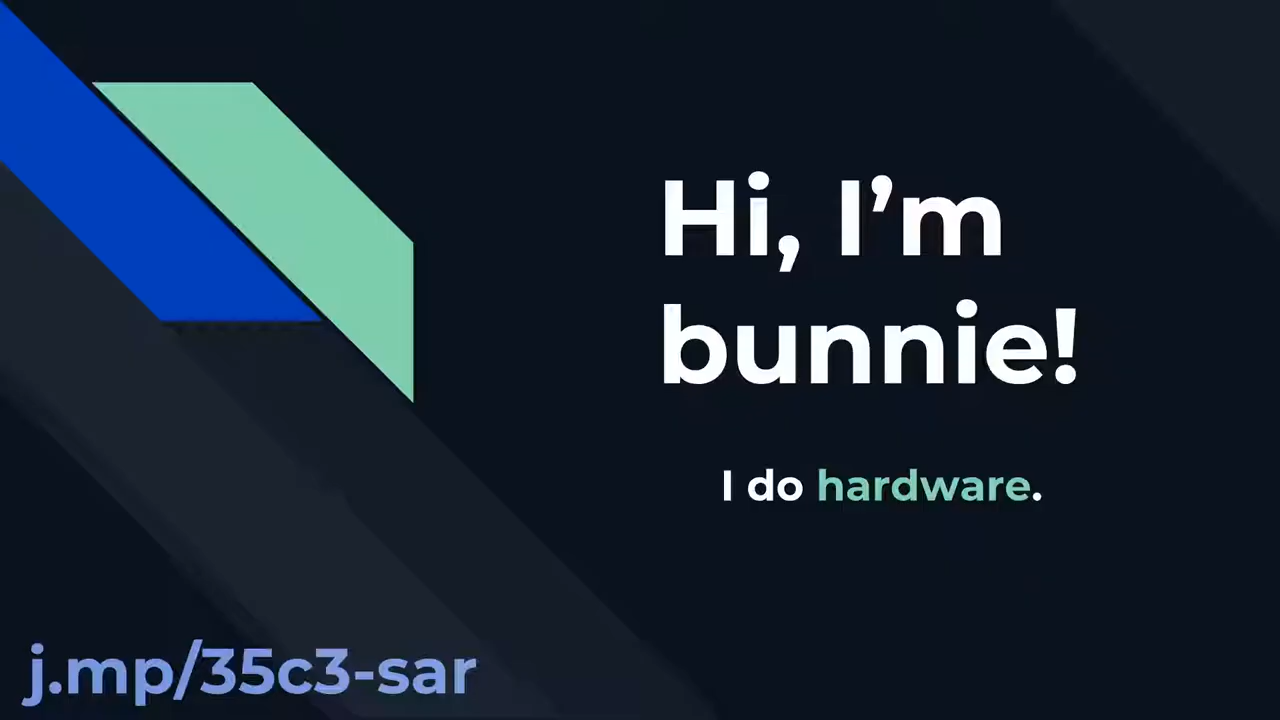 Hi, I’m
bunnie!
I do hardware.
j.mp/35c3-sar